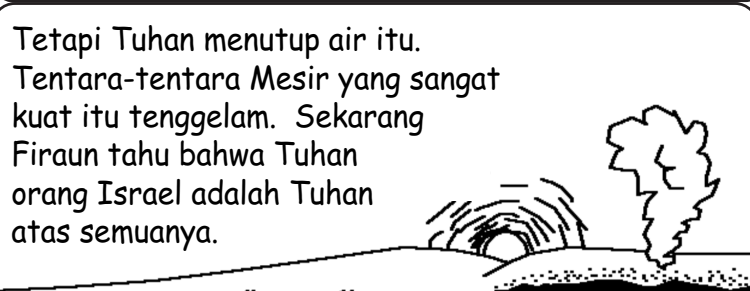 Tetapi Tuhan menutup air itu.
Tentara-tentara Mesir yang sangat
kuat itu tenggelam.  Sekarang
Firaun tahu bahwa Tuhan
orang Israel adalah Tuhan
atas semuanya.